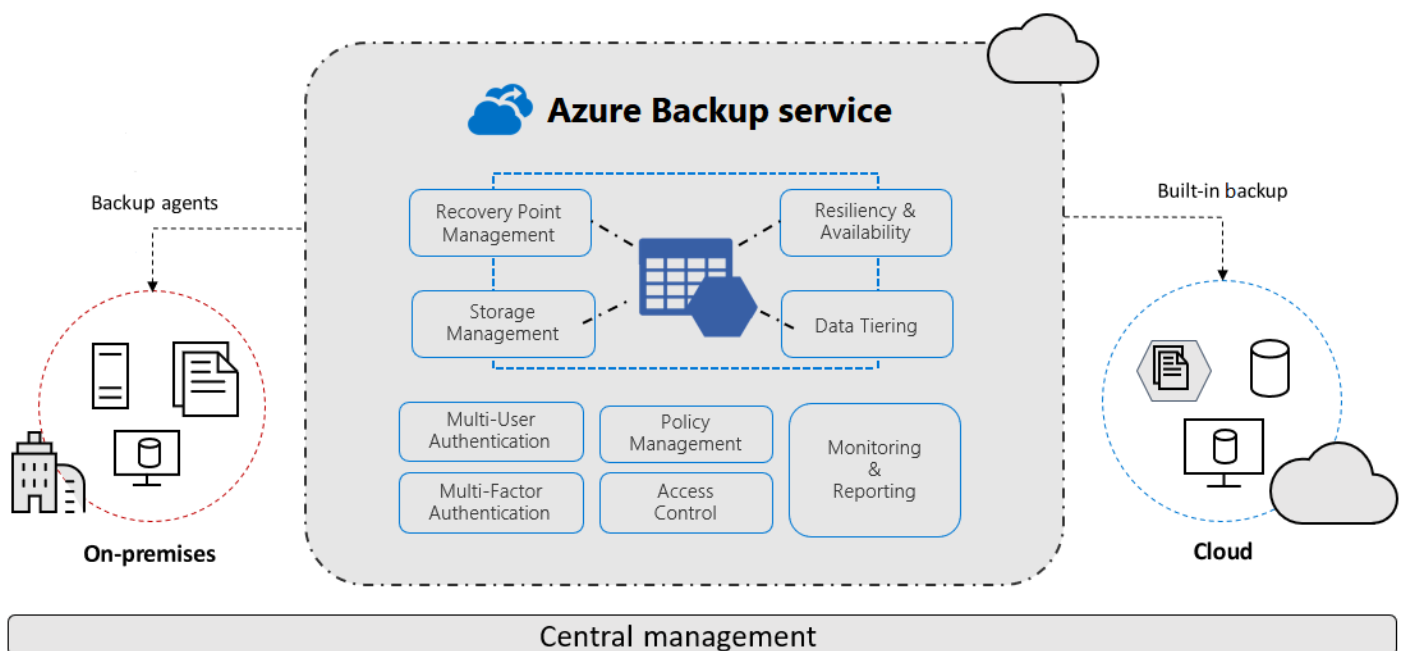 Azure Backup service
Backup agents
Built-in backup
Recovery Point
Management
Resiliency &
Availability
Storage
Management
Data Tiering
Multi-User
Authentication
Policy
Management
Monitoring
&
Reporting
Multi-Factor
Authentication
Access
Control
On-premises
Cloud
Central management